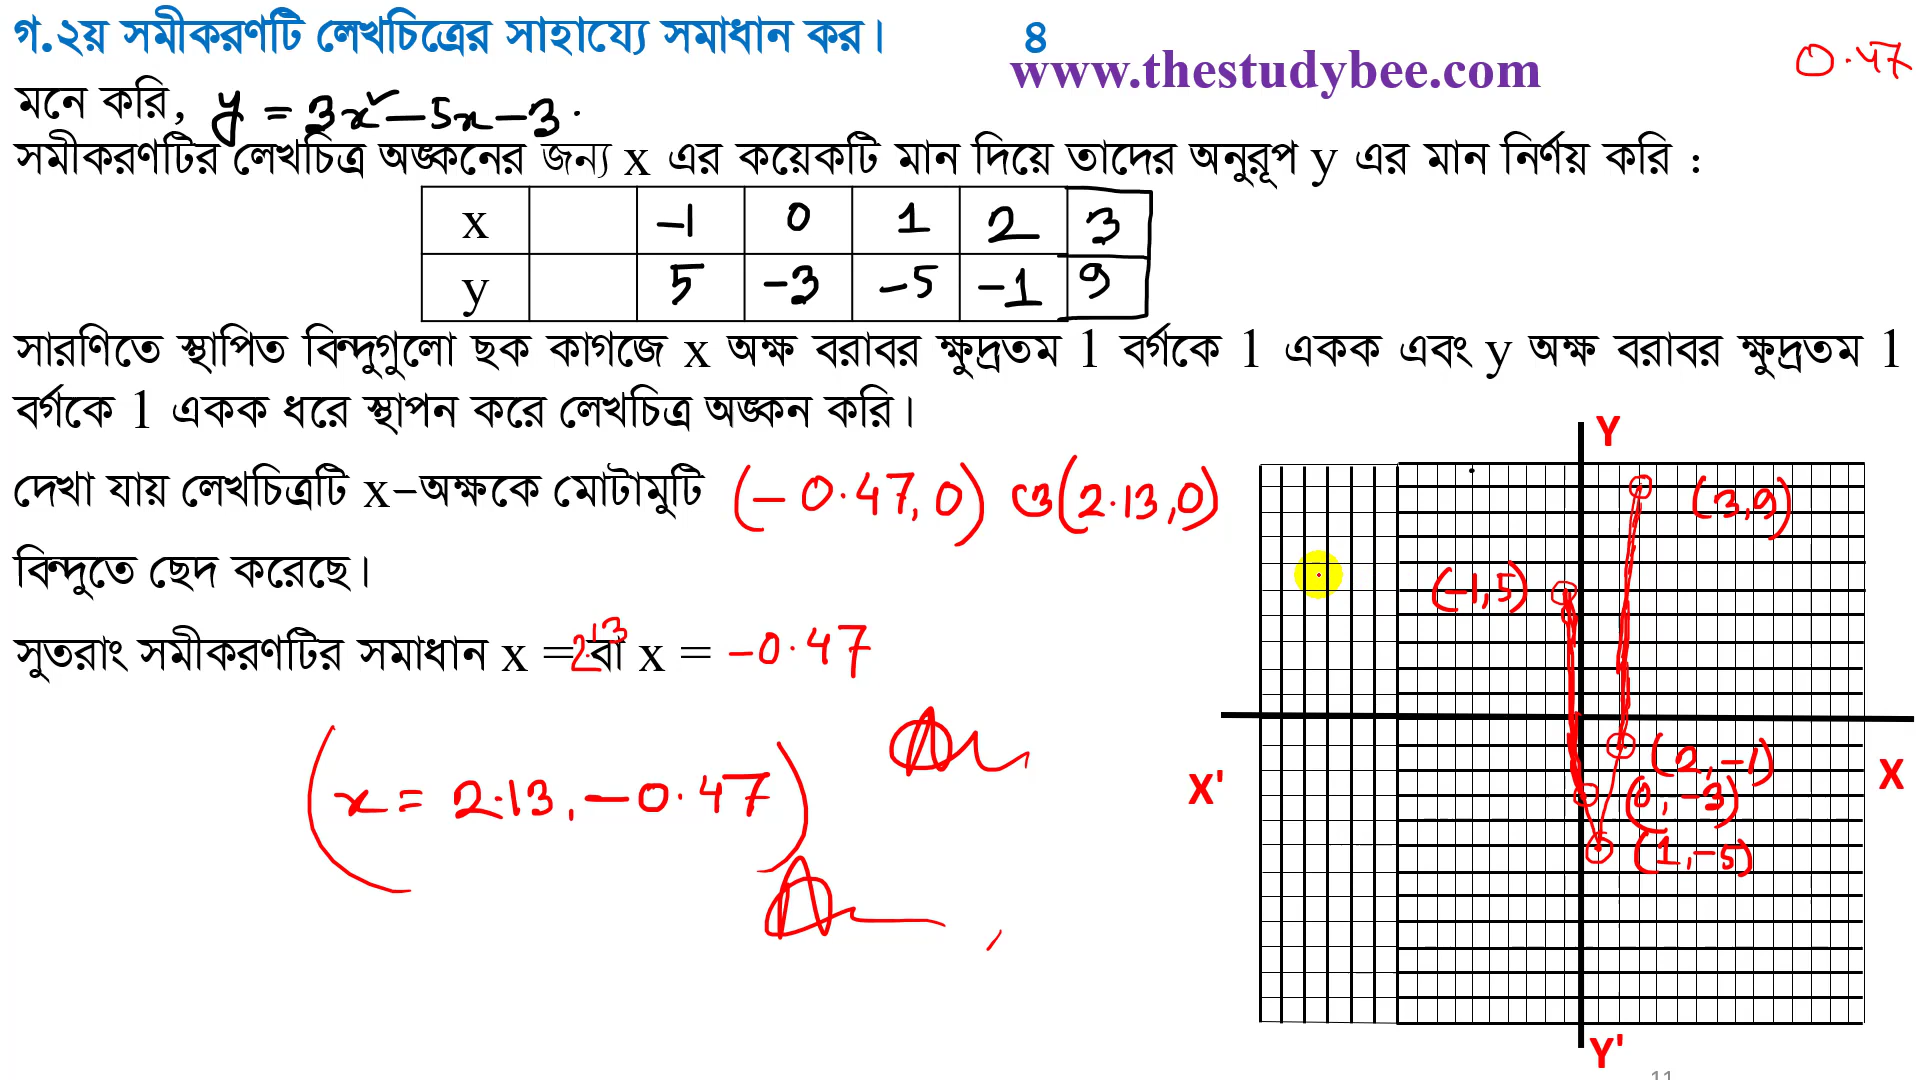 গ.২য় সমীকরণটি লেখচিত্রের সাহায্যে সমাধান কর। ৪
www.thestudybee.com
0.47
মনে করি, y = 3x² – 5x – 3 .
সমীকরণটির লেখচিত্র অঙ্কনের জন্য x এর কয়েকটি মান দিয়ে তাদের অনুরূপ y এর মান নির্ণয় করি :
x -1 0 1 2 3
y 5 -3 -5 -1 9
সারণিতে স্থাপিত বিন্দুগুলো ছক কাগজে x অক্ষ বরাবর ক্ষুদ্রতম 1 বর্গকে 1 একক এবং y অক্ষ বরাবর ক্ষুদ্রতম 1
বর্গকে 1 একক ধরে স্থাপন করে লেখচিত্র অঙ্কন করি।
দেখা যায় লেখচিত্রটি x-অক্ষকে মোটামুটি (-0.47, 0) ও (2.13, 0)
বিন্দুতে ছেদ করেছে।
সুতরাং সমীকরণটির সমাধান x = 2.13 বা x = -0.47
(x = 2.13, -0.47)
Y
(3, 9)
(-1, 5)
(2, -1)
X'
X
(0, -3)
(1, -5)
Y'
11